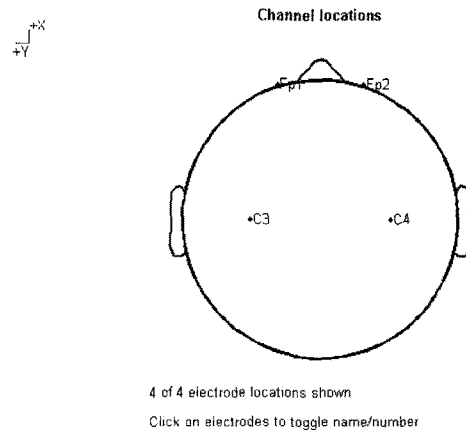 Channel locations
+X
+Y
Fp1 Fp2
C3 C4
4 of 4 electrode locations shown
Click on electrodes to toggle name/number